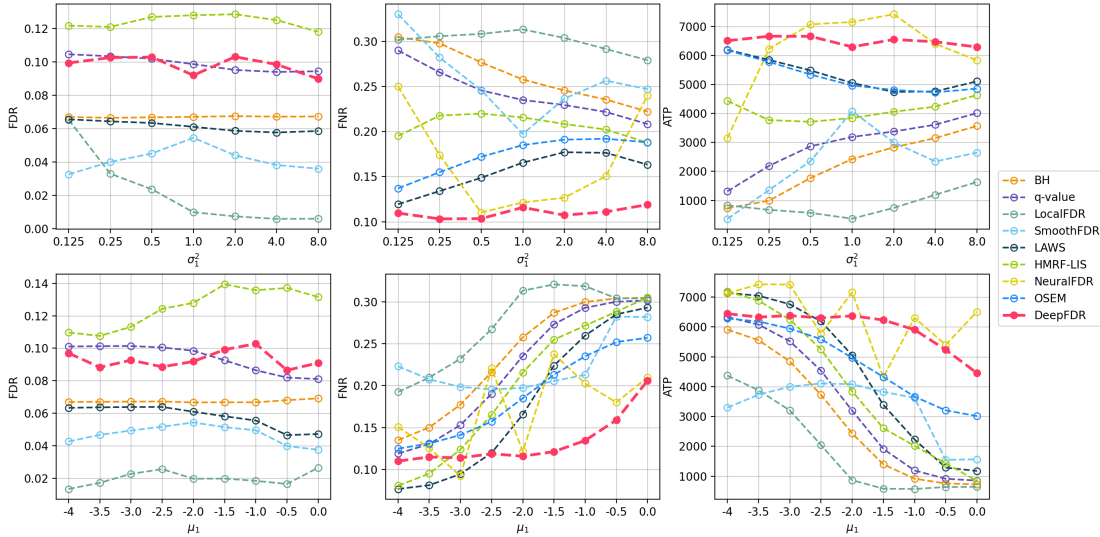 FDR
0.12
0.10
0.08
0.06
0.04
0.02
0.00
0.125 0.25 0.5 1.0 2.0 4.0 8.0
σ₁²
FNR
0.30
0.25
0.20
0.15
0.10
0.125 0.25 0.5 1.0 2.0 4.0 8.0
σ₁²
ATP
7000
6000
5000
4000
3000
2000
1000
0.125 0.25 0.5 1.0 2.0 4.0 8.0
σ₁²
BH
q-value
LocalFDR
SmoothFDR
LAWS
HMRF-LIS
NeuralFDR
OSEM
DeepFDR
FDR
0.14
0.12
0.10
0.08
0.06
0.04
0.02
-4 -3.5 -3.0 -2.5 -2.0 -1.5 -1.0 -0.5 0.0
μ₁
FNR
0.30
0.25
0.20
0.15
0.10
-4 -3.5 -3.0 -2.5 -2.0 -1.5 -1.0 -0.5 0.0
μ₁
ATP
7000
6000
5000
4000
3000
2000
1000
-4 -3.5 -3.0 -2.5 -2.0 -1.5 -1.0 -0.5 0.0
μ₁